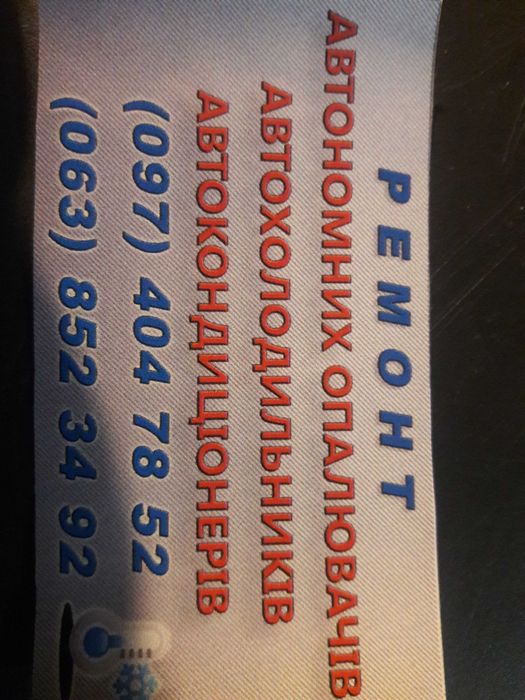 РЕМОНТ
АВТОНОМНИХ ОПАЛЮВАЧІВ
АВТОХОЛОДИЛЬНИКІВ
АВТОКОНДИЦІОНЕРІВ
(097) 404 78 52
(063) 852 34 92